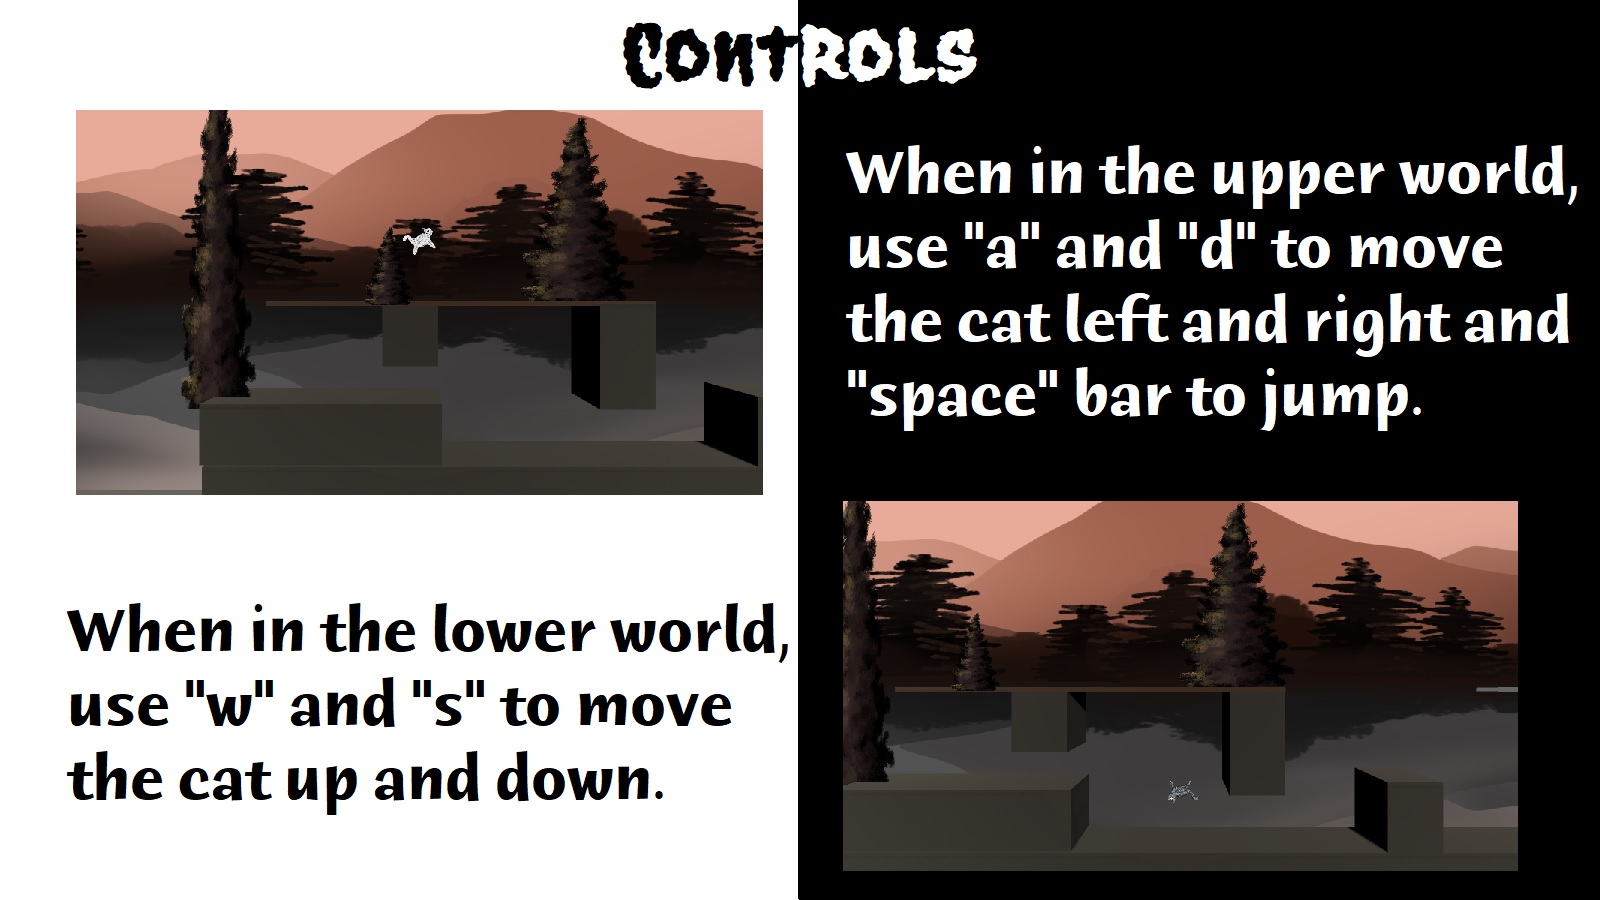 ConTROLS
When in the upper world,
use "a" and "d" to move
the cat left and right and
"space" bar to jump.
When in the lower world,
use "w" and "s" to move
the cat up and down.